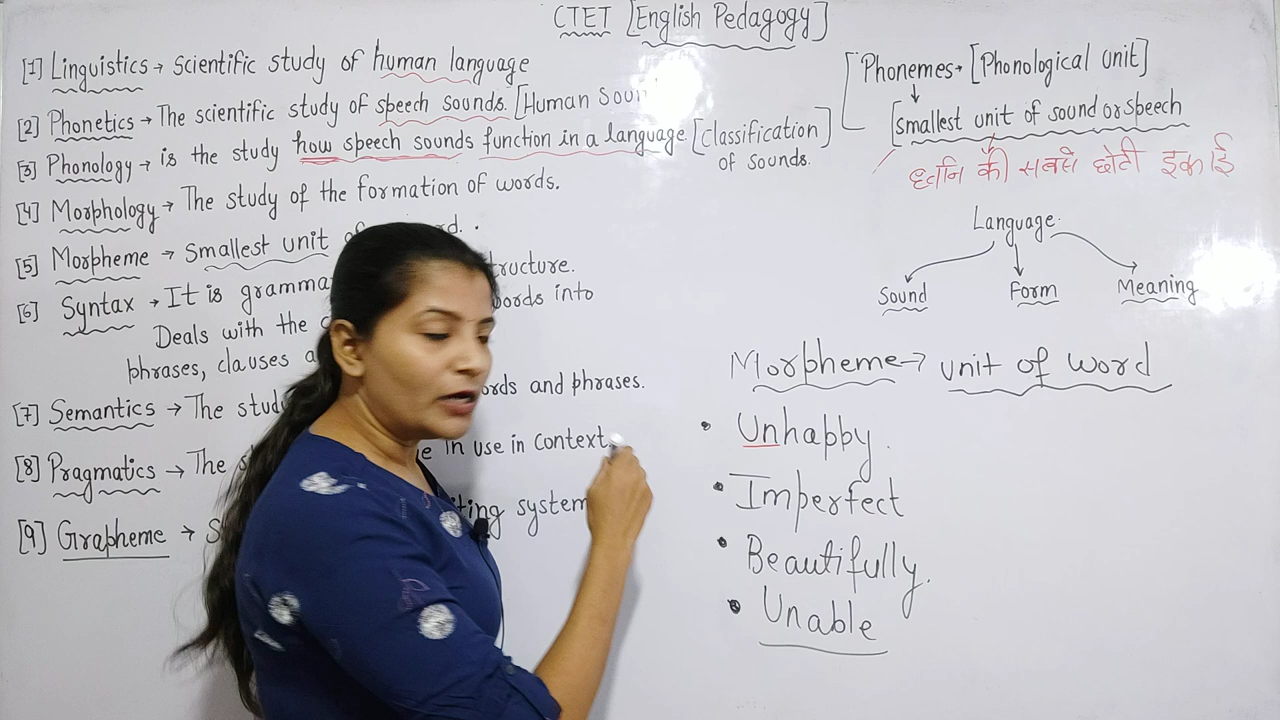 CTET [English Pedagogy]
[1] Linguistics → Scientific study of human language
[2] Phonetics → The scientific study of speech sounds. [Human Soun
[3] Phonology → is the study how speech sounds function in a language [Classification of sounds.
[4] Morphology → The study of the formation of words.
[5] Morpheme → Smallest unit
[6] Syntax → It is gramma tructure.
Deals with the ords into
phrases, clauses a
[7] Semantics → The stud ords and phrases.
[8] Pragmatics → The s e in use in context
[9] Grapheme → S ting system
Phonemes → [Phonological Unit]
[smallest unit of sound or speech
ध्वनि की सबसे छोटी इकाई
Language
Sound Form Meaning
Morpheme → unit of word
• Unhappy.
• Imperfect
• Beautifully.
• Unable